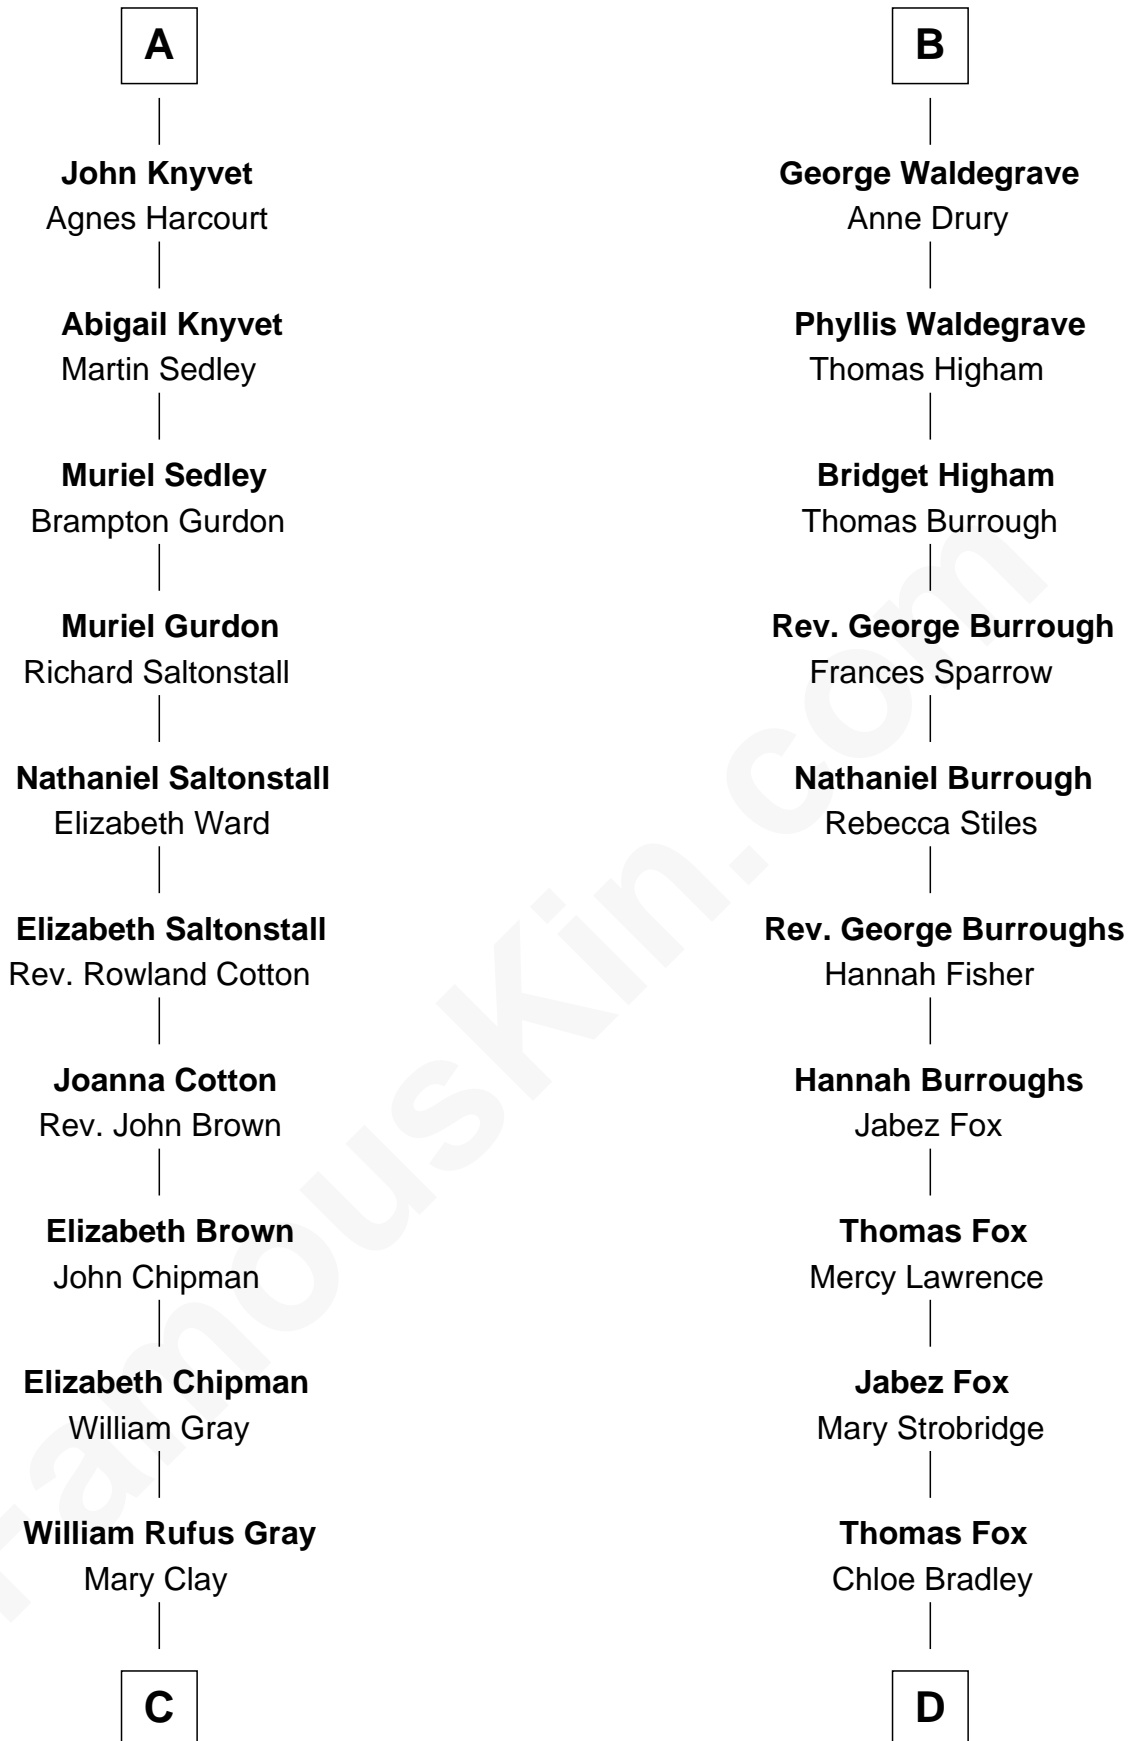 A
John Knyvet
Agnes Harcourt
Abigail Knyvet
Martin Sedley
Muriel Sedley
Brampton Gurdon
Muriel Gurdon
Richard Saltonstall
Nathaniel Saltonstall
Elizabeth Ward
Elizabeth Saltonstall
Rev. Rowland Cotton
Joanna Cotton
Rev. John Brown
Elizabeth Brown
John Chipman
Elizabeth Chipman
William Gray
William Rufus Gray
Mary Clay
C
B
George Waldegrave
Anne Drury
Phyllis Waldegrave
Thomas Higham
Bridget Higham
Thomas Burrough
Rev. George Burrough
Frances Sparrow
Nathaniel Burrough
Rebecca Stiles
Rev. George Burroughs
Hannah Fisher
Hannah Burroughs
Jabez Fox
Thomas Fox
Mercy Lawrence
Jabez Fox
Mary Strobridge
Thomas Fox
Chloe Bradley
D
FamousKin.com